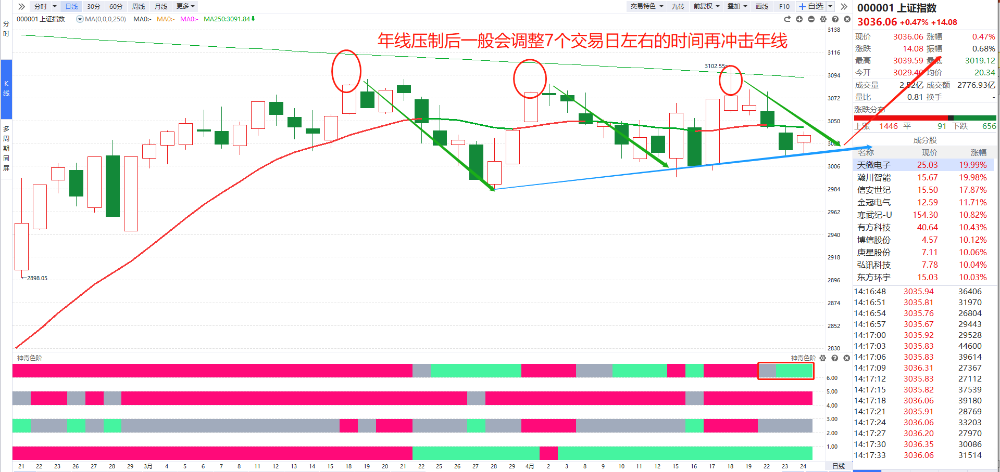 分时 日线 30分 60分 周线 月线 更多 交易特色 九转 前复权 叠加 画线 F10 自选
000001 上证指数 MA(0,0,0,250) MA0:- MA0:- MA0:- MA250:3091.84
分时
K线
多周期同屏
年线压制后一般会调整7个交易日左右的时间再冲击年线
3102.55
2898.05
3138
3116
3094
3072
3050
3006
2984
2962
2940
2918
2896
2874
2852
2830
神奇色阶 神奇色阶
6.00
5.00
4.00
3.00
2.00
1.00
21 22 23 26 27 28 29 3月 4 5 6 7 8 11 12 13 14 15 18 19 20 21 22 25 26 27 28 29 4月 2 3 8 9 10 11 12 15 16 17 18 19 22 23 24 日线
000001 上证指数
3036.06 +0.47% +14.08
现价 3036.06 涨幅 0.47%
涨跌 14.08 振幅 0.68%
最高 3039.59 最低 3019.12
今开 3029.40 均价 20.34
成交量 2.52亿 成交额 2776.93亿
量比 0.81 换手 -
涨跌分布
上涨 1446 平 91 下跌 656
成分股
名称 现价 涨幅
天微电子 25.03 19.99%
瀚川智能 15.67 19.98%
信安世纪 15.50 17.87%
金冠电气 12.59 11.71%
寒武纪-U 154.30 10.82%
有方科技 40.64 10.43%
博信股份 4.57 10.12%
庚星股份 7.11 10.06%
弘讯科技 7.78 10.04%
东方环宇 15.03 10.03%
14:16:48 3035.94 36406
14:16:51 3035.81 31970
14:16:54 3035.76 26804
14:16:57 3035.67 29443
14:17:00 3035.92 29528
14:17:03 3035.83 44600
14:17:06 3035.83 39614
14:17:09 3036.31 27367
14:17:12 3035.83 27112
14:17:15 3035.82 37539
14:17:18 3036.06 39180
14:17:21 3035.91 28769
14:17:24 3036.06 33203
14:17:27 3036.20 27970
14:17:30 3036.35 30086
14:17:33 3036.06 31514